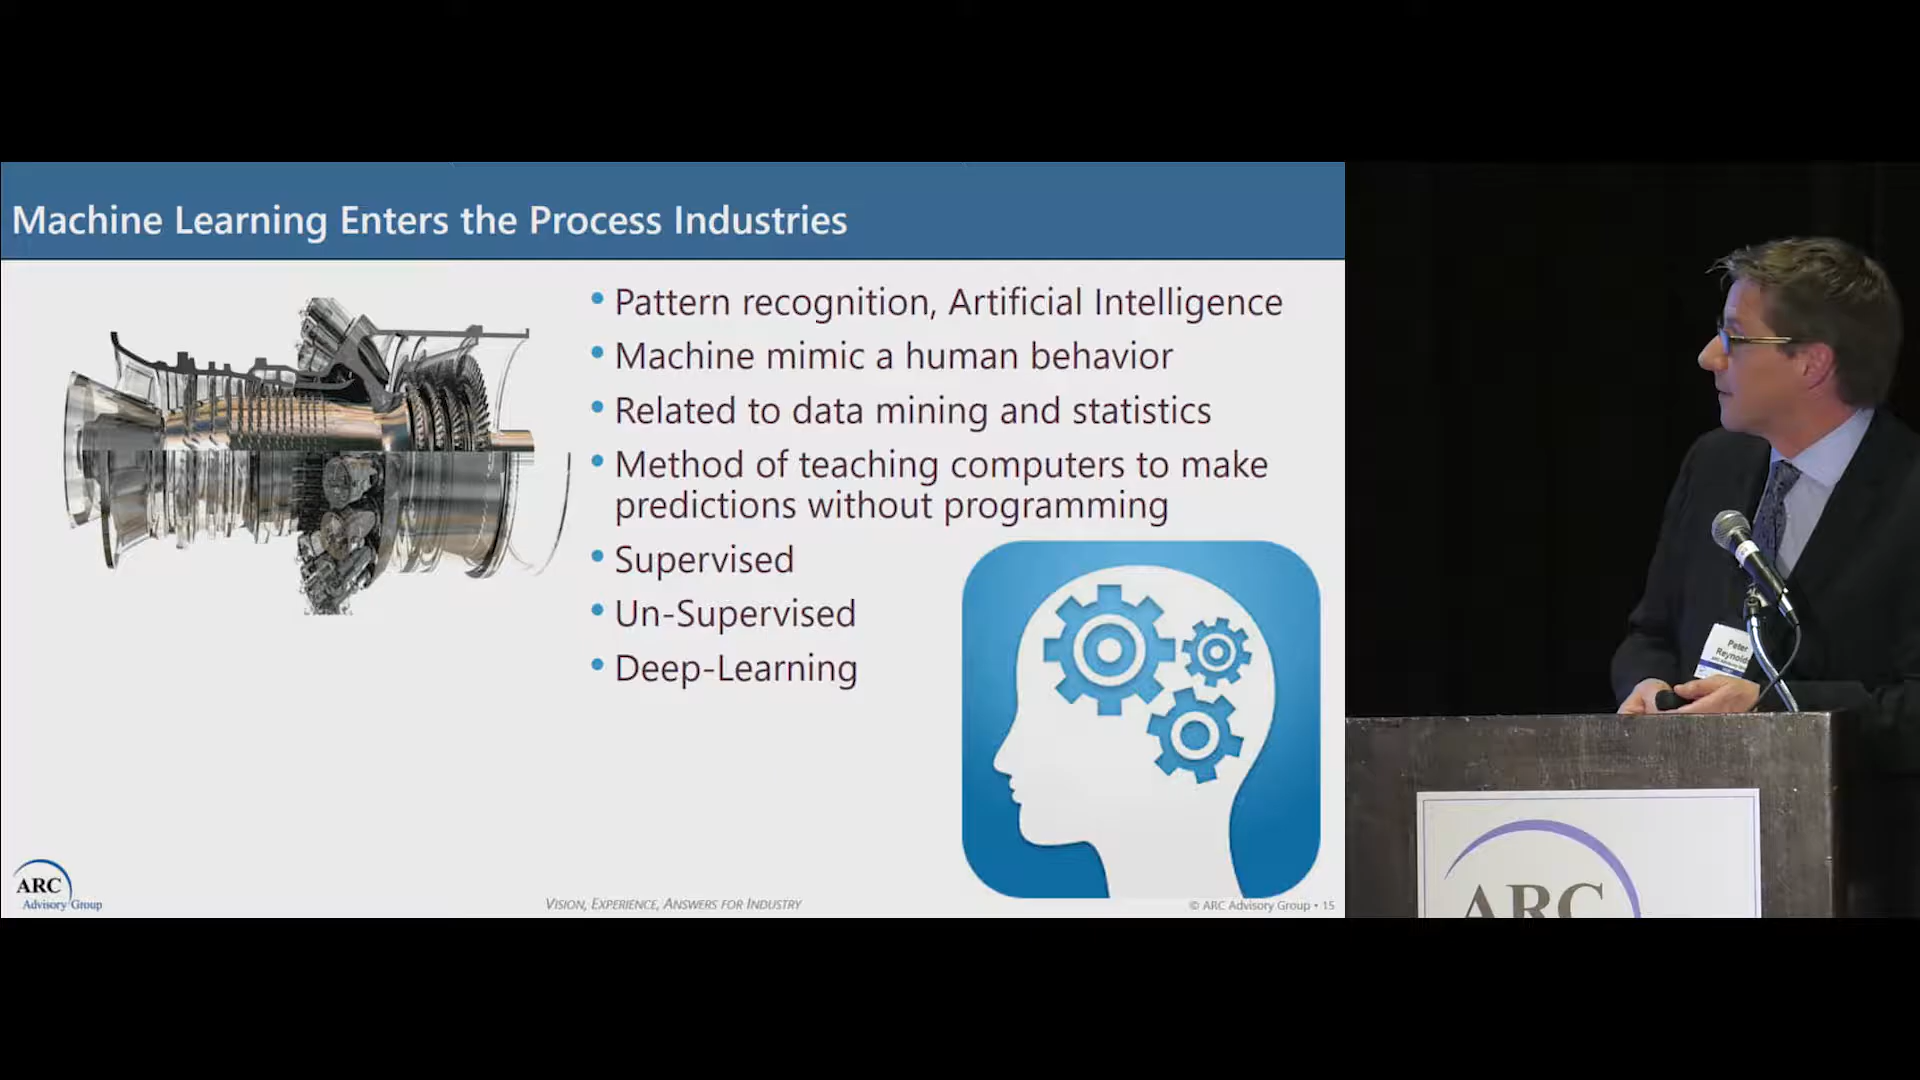 Machine Learning Enters the Process Industries
• Pattern recognition, Artificial Intelligence
• Machine mimic a human behavior
• Related to data mining and statistics
• Method of teaching computers to make
predictions without programming
• Supervised
• Un-Supervised
• Deep-Learning
ARC
Advisory Group
VISION, EXPERIENCE, ANSWERS FOR INDUSTRY
© ARC Advisory Group • 15
Peter
ARC